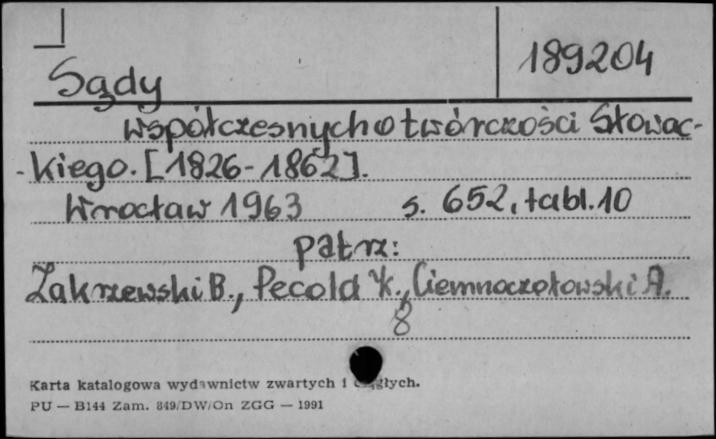 189204
Sądy
współczesnych o twórczości Słowac-
-kiego. [1826-1862].
Wrocław 1963 s. 652, tabl. 10
patrz:
Zakrzewski B., Pecold K., Ciemnoczołowski A.
8
Karta katalogowa wydawnictw zwartych i ciągłych.
PU — B144 Zam. 849/DW/On ZGG — 1991